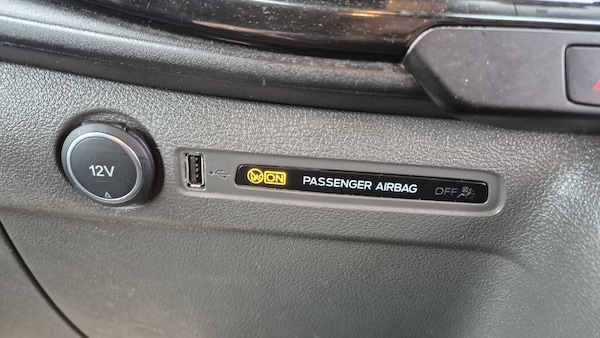 12V
ON PASSENGER AIRBAG OFF